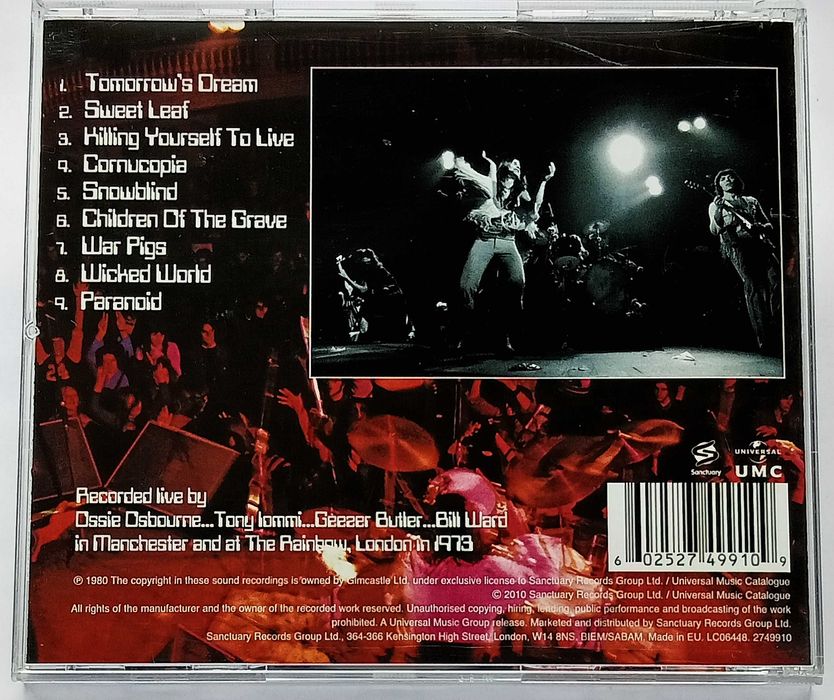 1. Tomorrow's Dream
2. Sweet Leaf
3. Killing Yourself To Live
4. Cornucopia
5. Snowblind
6. Children Of The Grave
7. War Pigs
8. Wicked World
9. Paranoid
Sanctuary
UNIVERSAL
UMC
Recorded live by
Ossie Osbourne...Tony Iommi...Geezer Butler...Bill Ward
in Manchester and at The Rainbow, London in 1973
6 02527 49910 9
℗ 1980 The copyright in these sound recordings is owned by Gimcastle Ltd. under exclusive license to Sanctuary Records Group Ltd. / Universal Music Catalogue
© 2010 Sanctuary Records Group Ltd. / Universal Music Catalogue
All rights of the manufacturer and the owner of the recorded work reserved. Unauthorised copying, hiring, lending, public performance and broadcasting of the work
prohibited. A Universal Music Group release. Marketed and distributed by Sanctuary Records Group Ltd.
Sanctuary Records Group Ltd., 364-366 Kensington High Street, London, W14 8NS. BIEM/SABAM. Made in EU. LC06448. 2749910